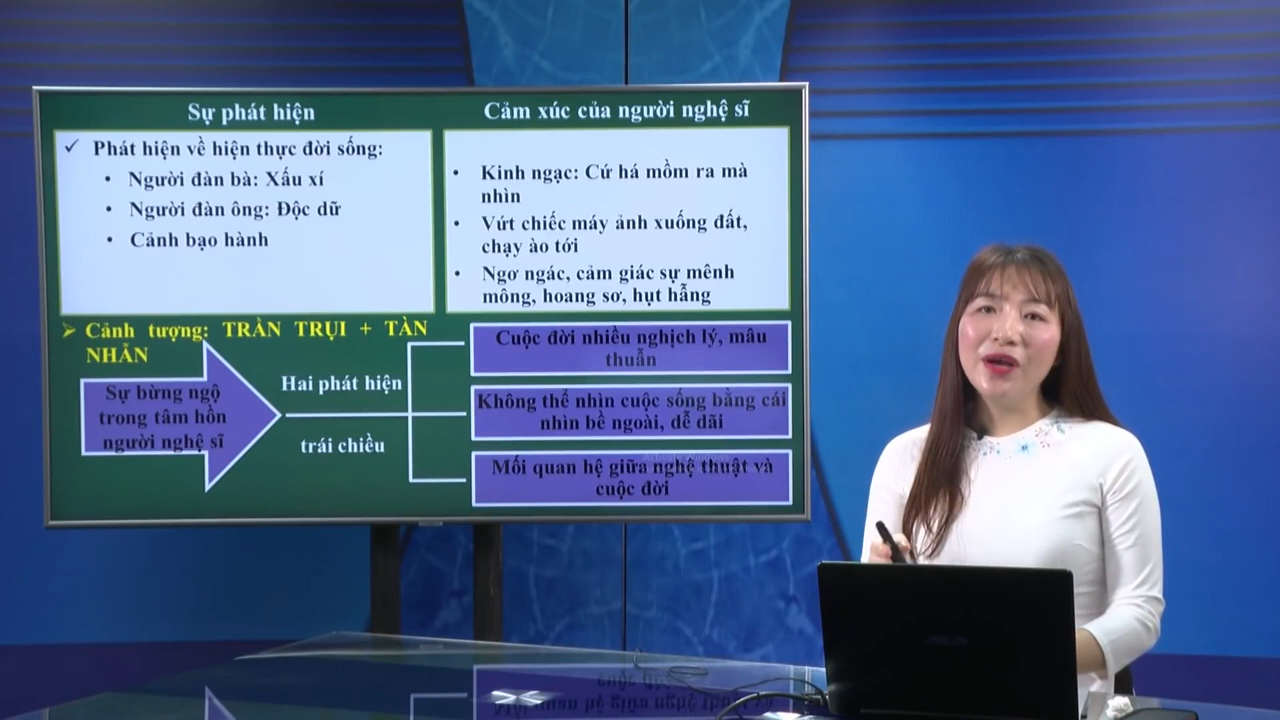 Sự phát hiện
✓ Phát hiện về hiện thực đời sống:
• Người đàn bà: Xấu xí
• Người đàn ông: Độc dữ
• Cảnh bạo hành
Cảm xúc của người nghệ sĩ
• Kinh ngạc: Cứ há mồm ra mà
nhìn
• Vứt chiếc máy ảnh xuống đất,
chạy ào tới
• Ngơ ngác, cảm giác sự mênh
mông, hoang sơ, hụt hẫng
➢ Cảnh tượng: TRẦN TRỤI + TÀN
NHẪN
Sự bừng ngộ
trong tâm hồn
người nghệ sĩ
Hai phát hiện
trái chiều
Cuộc đời nhiều nghịch lý, mâu
thuẫn
Không thể nhìn cuộc sống bằng cái
nhìn bề ngoài, dễ dãi
Mối quan hệ giữa nghệ thuật và
cuộc đời